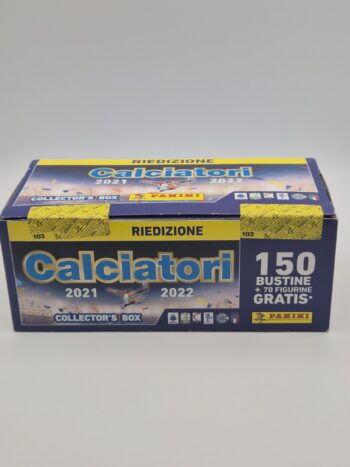 RIEDIZIONE
Calciatori
2021 2022
COLLECTOR'S BOX
PANINI
103
RIEDIZIONE
103
Calciatori
2021 2022
COLLECTOR'S BOX
150
BUSTINE
+ 70 FIGURINE
GRATIS*
PANINI